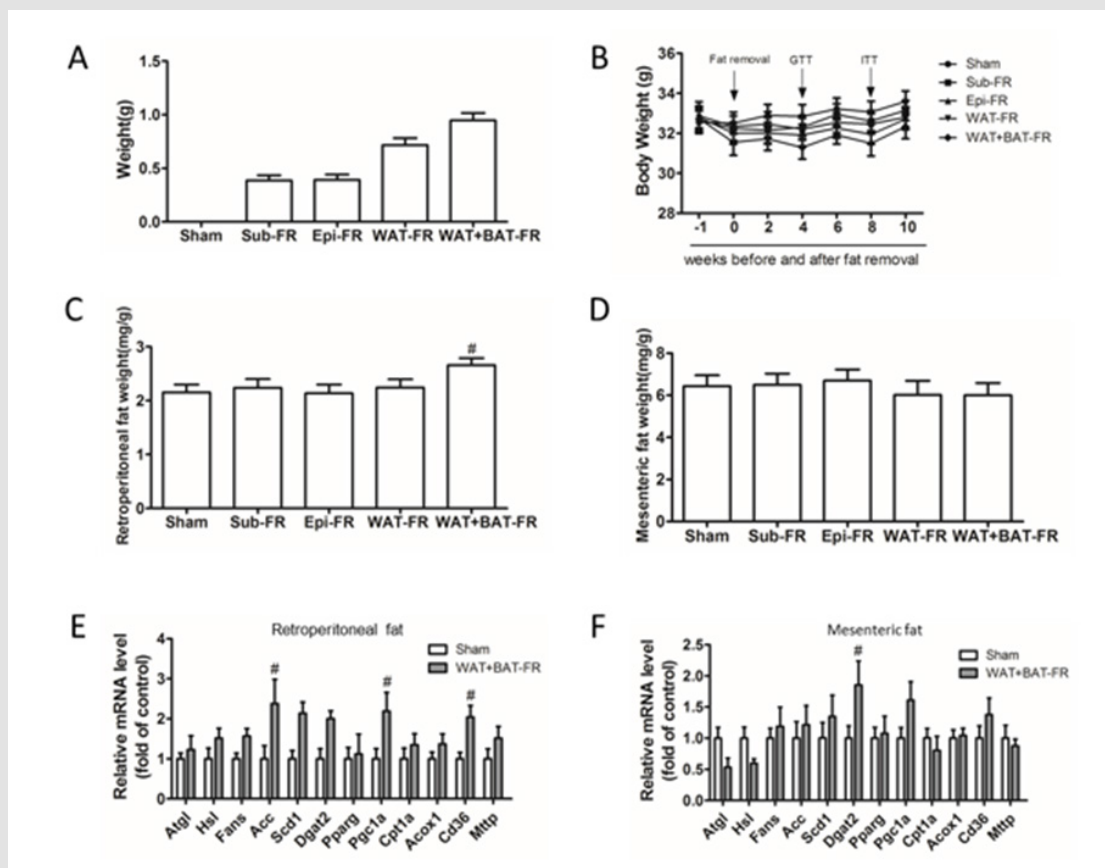 A
Weight(g)
1.5
1.0
0.5
0.0
Sham Sub-FR Epi-FR WAT-FR WAT+BAT-FR
B
Body Weight (g)
36
34
32
30
28
Fat removal GTT ITT
-1 0 2 4 6 8 10
weeks before and after fat removal
Sham
Sub-FR
Epi-FR
WAT-FR
WAT+BAT-FR
C
Retroperitoneal fat weight(mg/g)
3
2
1
0
#
Sham Sub-FR Epi-FR WAT-FR WAT+BAT-FR
D
Mesenteric fat weight(mg/g)
8
6
4
2
0
Sham Sub-FR Epi-FR WAT-FR WAT+BAT-FR
E
Retroperitoneal fat
Relative mRNA level
(fold of control)
4
3
2
1
0
Sham
WAT+BAT-FR
# # #
Atgl Hsl Fans Acc Scd1 Dgat2 Pparg Pgc1a Cpt1a Acox1 Cd36 Mttp
F
Mesenteric fat
Relative mRNA level
(fold of control)
2.5
2.0
1.5
1.0
0.5
0.0
Sham
WAT+BAT-FR
#
Atgl Hsl Fans Acc Scd1 Dgat2 Pparg Pgc1a Cpt1a Acox1 Cd36 Mttp